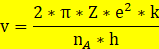 v = (2 * π * Z * e² * k) / (n_A * h)